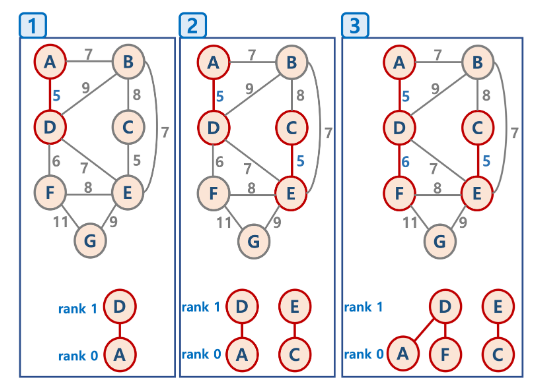 1 2 3
A 7 B A 7 B A 7 B
5 9 8 5 9 8 5 9 8
D C 7 D C 7 D C 7
6 7 5 6 7 5 6 7 5
F 8 E F 8 E F 8 E
11 9 11 9 11 9
G G G
rank 1 D rank 1 D E rank 1 D E
rank 0 A rank 0 A C rank 0 A F C